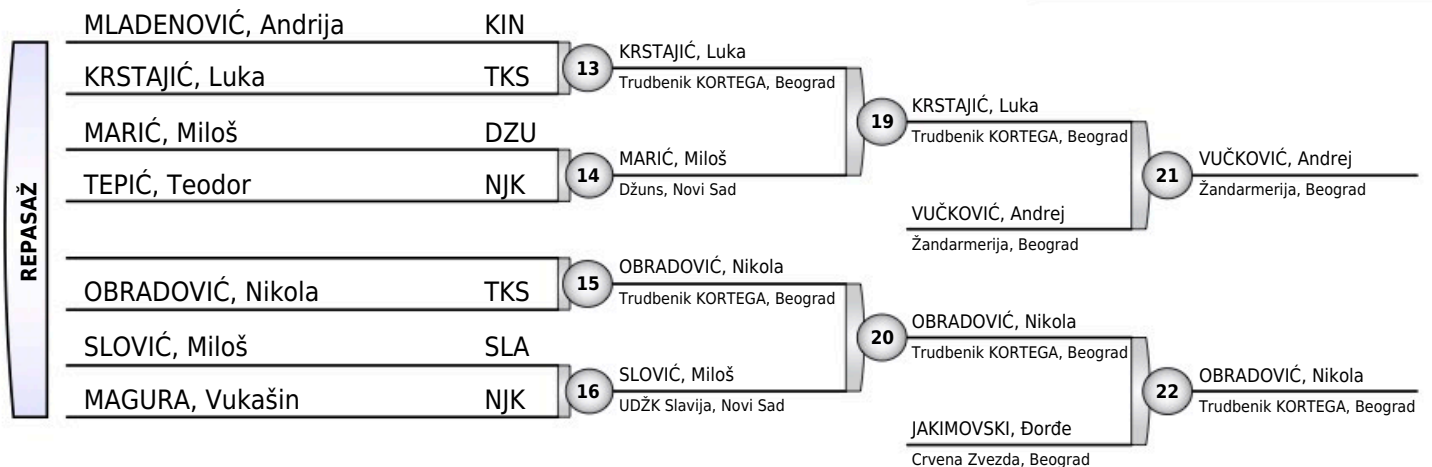 REPASAŽ
MLADENOVIĆ, Andrija KIN
KRSTAJIĆ, Luka TKS
MARIĆ, Miloš DZU
TEPIĆ, Teodor NJK
OBRADOVIĆ, Nikola TKS
SLOVIĆ, Miloš SLA
MAGURA, Vukašin NJK
13
KRSTAJIĆ, Luka
Trudbenik KORTEGA, Beograd
14
MARIĆ, Miloš
Džuns, Novi Sad
15
OBRADOVIĆ, Nikola
Trudbenik KORTEGA, Beograd
16
SLOVIĆ, Miloš
UDŽK Slavija, Novi Sad
19
KRSTAJIĆ, Luka
Trudbenik KORTEGA, Beograd
VUČKOVIĆ, Andrej
Žandarmerija, Beograd
20
OBRADOVIĆ, Nikola
Trudbenik KORTEGA, Beograd
JAKIMOVSKI, Đorđe
Crvena Zvezda, Beograd
21
VUČKOVIĆ, Andrej
Žandarmerija, Beograd
22
OBRADOVIĆ, Nikola
Trudbenik KORTEGA, Beograd